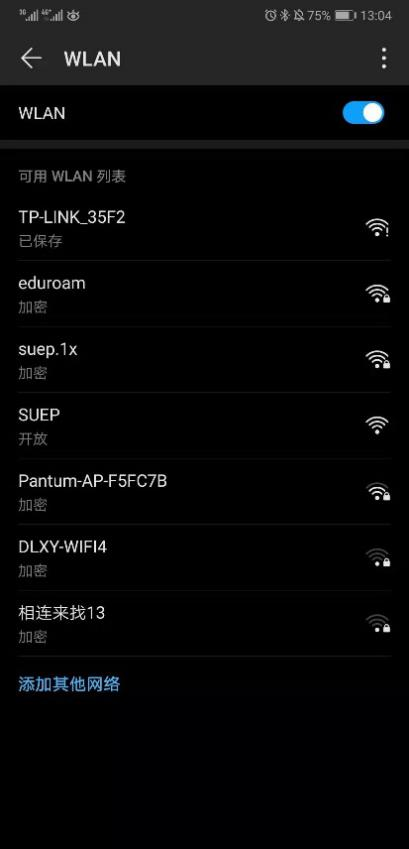 3G 4G+ 75% 13:04
WLAN
WLAN
可用 WLAN 列表
TP-LINK_35F2
已保存
eduroam
加密
suep.1x
加密
SUEP
开放
Pantum-AP-F5FC7B
加密
DLXY-WIFI4
加密
相连来找13
加密
添加其他网络